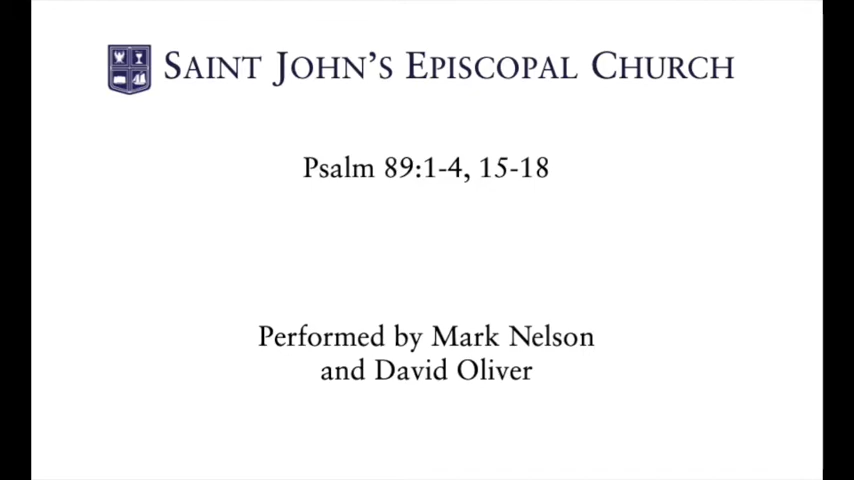 SAINT JOHN'S EPISCOPAL CHURCH
Psalm 89:1-4, 15-18
Performed by Mark Nelson
and David Oliver